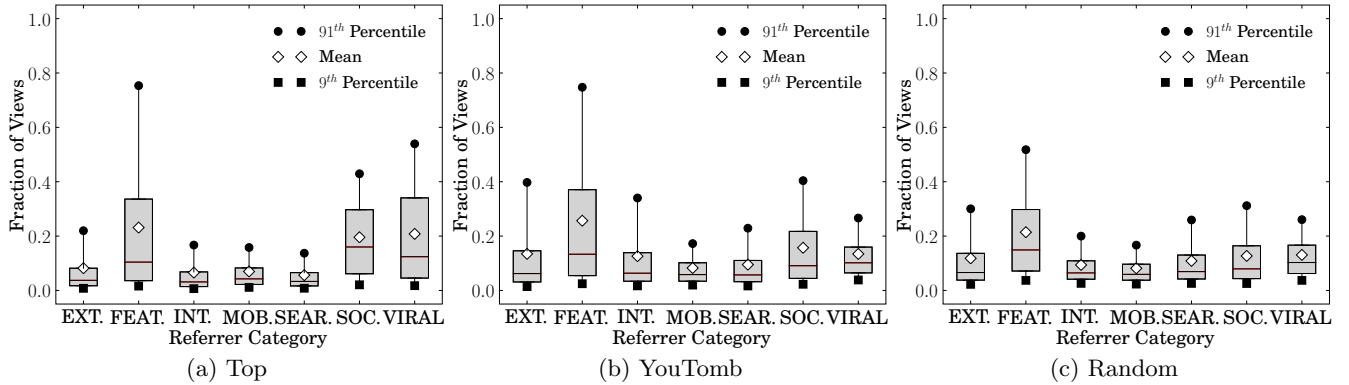 1.0
0.8
0.6
0.4
0.2
0.0
Fraction of Views
91th Percentile
Mean
9th Percentile
EXT. FEAT. INT. MOB. SEAR. SOC. VIRAL
Referrer Category
(a) Top
1.0
0.8
0.6
0.4
0.2
0.0
Fraction of Views
91th Percentile
Mean
9th Percentile
EXT. FEAT. INT. MOB. SEAR. SOC. VIRAL
Referrer Category
(b) YouTomb
1.0
0.8
0.6
0.4
0.2
0.0
Fraction of Views
91th Percentile
Mean
9th Percentile
EXT. FEAT. INT. MOB. SEAR. SOC. VIRAL
Referrer Category
(c) Random